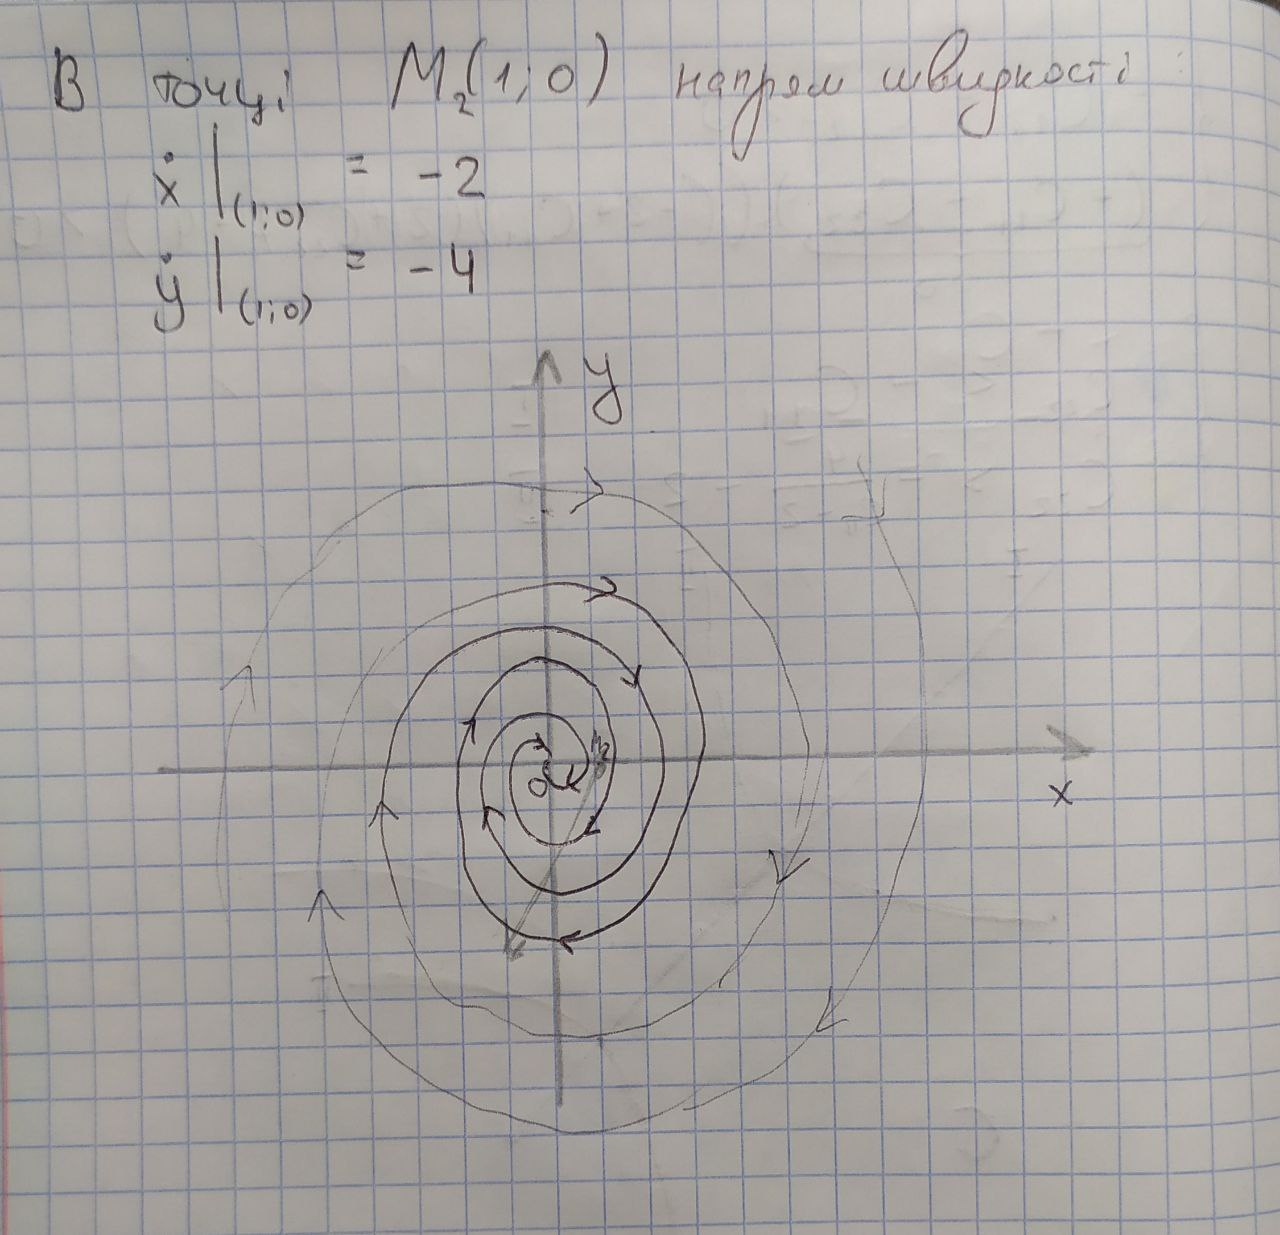 В точці M₂(1;0) напрям швидкості:
ẋ|(1;0) = -2
ẏ|(1;0) = -4
y
O
x